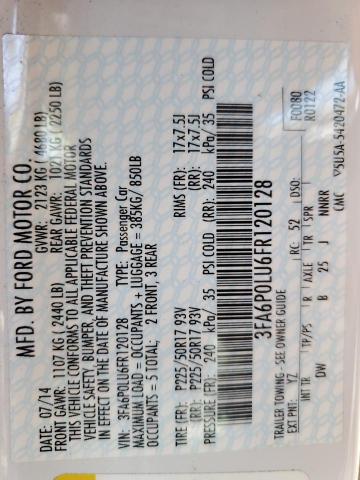 MFD. BY FORD MOTOR CO.
DATE: 07/14 GVWR: 2123 KG ( 4680 LB)
FRONT GAWR: 1107 KG ( 2440 LB) REAR GAWR: 1021 KG ( 2250 LB)
THIS VEHICLE CONFORMS TO ALL APPLICABLE FEDERAL MOTOR
VEHICLE SAFETY, BUMPER, AND THEFT PREVENTION STANDARDS
IN EFFECT ON THE DATE OF MANUFACTURE SHOWN ABOVE.
VIN: 3FA6P0LU6FR120128 TYPE: Passenger Car
MAXIMUM LOAD = OCCUPANTS + LUGGAGE = 385KG/ 850LB
OCCUPANTS = 5 TOTAL: 2 FRONT, 3 REAR
TIRE (FR): P225/50R17 93V RIMS (FR): 17x7.5J
(RR): P225/50R17 93V (RR): 17x7.5J
PRESSURE (FR): 240 kPa/ 35 PSI COLD (RR): 240 kPa/ 35 PSI COLD
3FA6P0LU6FR120128
F0080
R0122
TRAILER TOWING- SEE OWNER GUIDE
EXT PNT: YZ RC: 52 DSO:
INT TR TP/PS R AXLE TR SPR
DW B 25 J NNRR
CMC 5U5A-5420472-AA